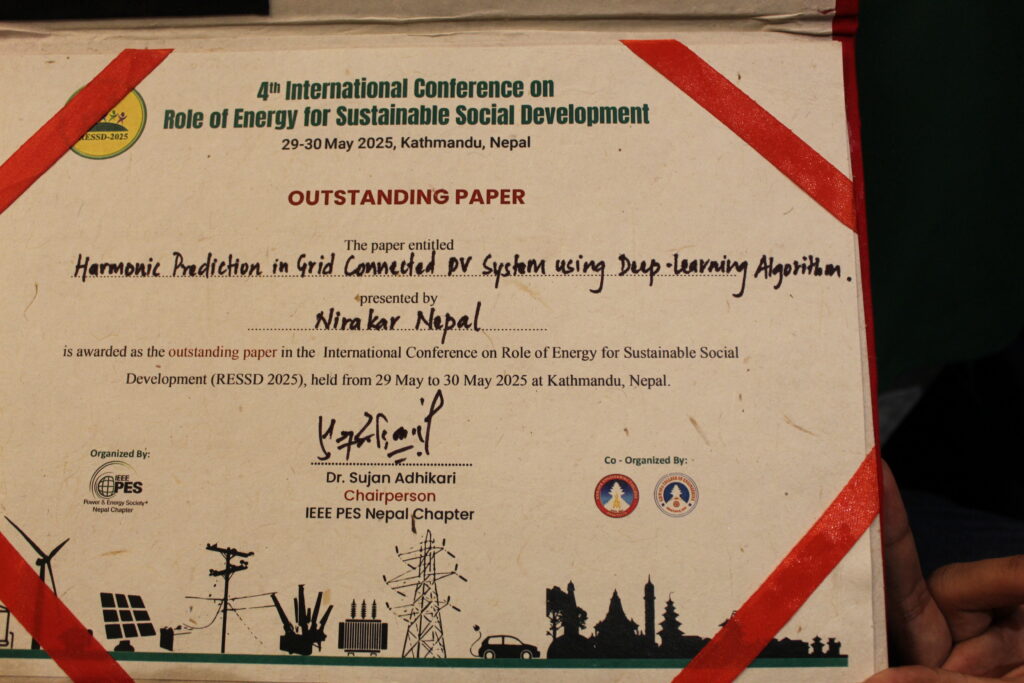 4th International Conference on
Role of Energy for Sustainable Social Development
29-30 May 2025, Kathmandu, Nepal
RESSD-2025
OUTSTANDING PAPER
The paper entitled
Harmonic Prediction in Grid Connected PV System using Deep-learning Algorithm.
presented by
Nirakar Nepal
is awarded as the outstanding paper in the International Conference on Role of Energy for Sustainable Social
Development (RESSD 2025), held from 29 May to 30 May 2025 at Kathmandu, Nepal.
Dr. Sujan Adhikari
Chairperson
IEEE PES Nepal Chapter
Organized By:
IEEE
PES
Power & Energy Society
Nepal Chapter
Co - Organized By: